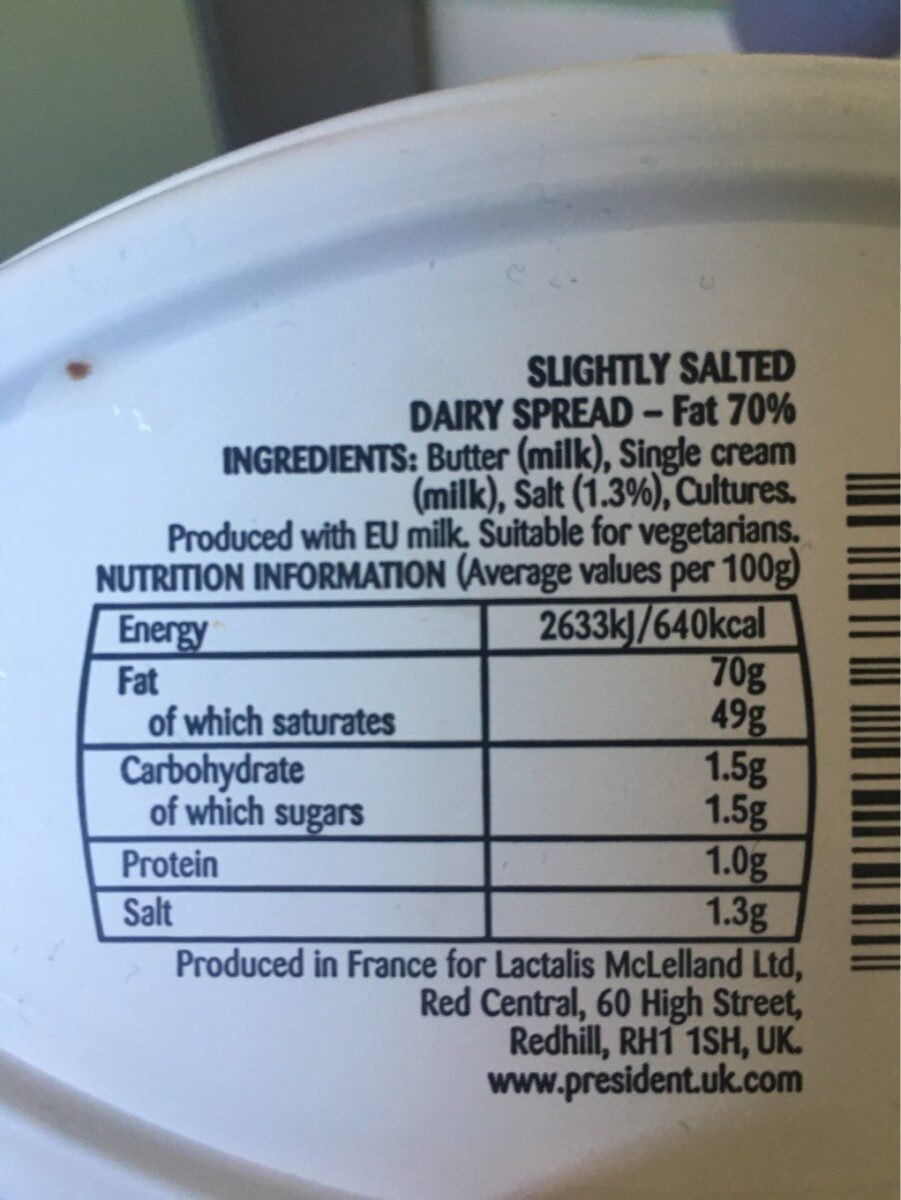 SLIGHTLY SALTED
DAIRY SPREAD – Fat 70%
INGREDIENTS: Butter (milk), Single cream
(milk), Salt (1.3%), Cultures.
Produced with EU milk. Suitable for vegetarians.
NUTRITION INFORMATION (Average values per 100g)
Energy 2633kJ/640kcal
Fat 70g
of which saturates 49g
Carbohydrate 1.5g
of which sugars 1.5g
Protein 1.0g
Salt 1.3g
Produced in France for Lactalis McLelland Ltd,
Red Central, 60 High Street,
Redhill, RH1 1SH, UK.
www.president.uk.com